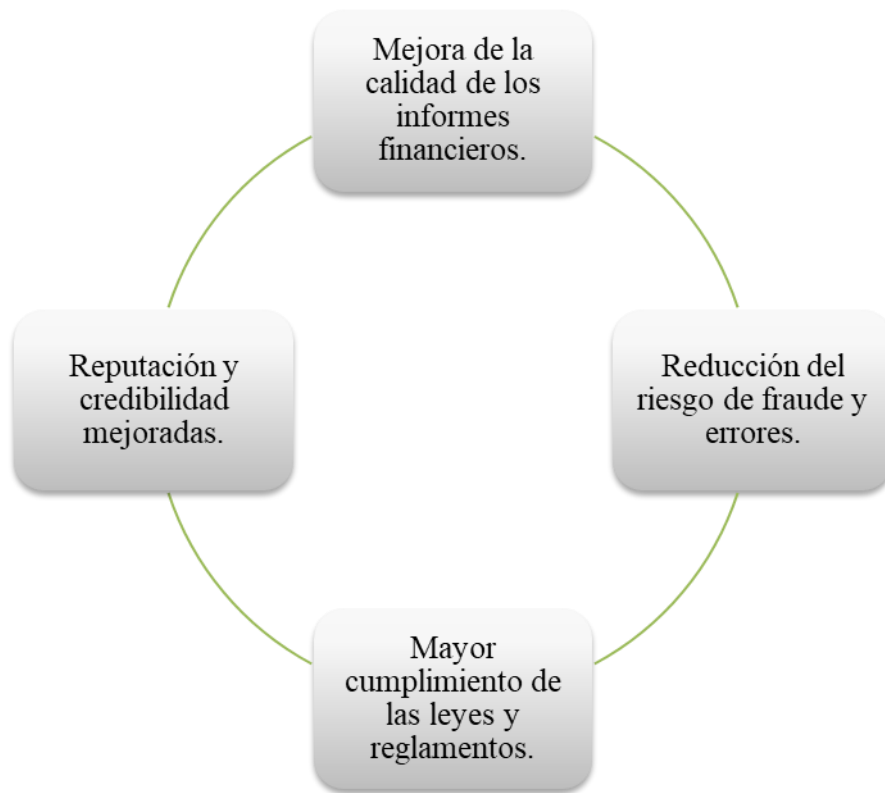 Mejora de la
calidad de los
informes
financieros.
Reducción del
riesgo de fraude y
errores.
Mayor
cumplimiento de
las leyes y
reglamentos.
Reputación y
credibilidad
mejoradas.